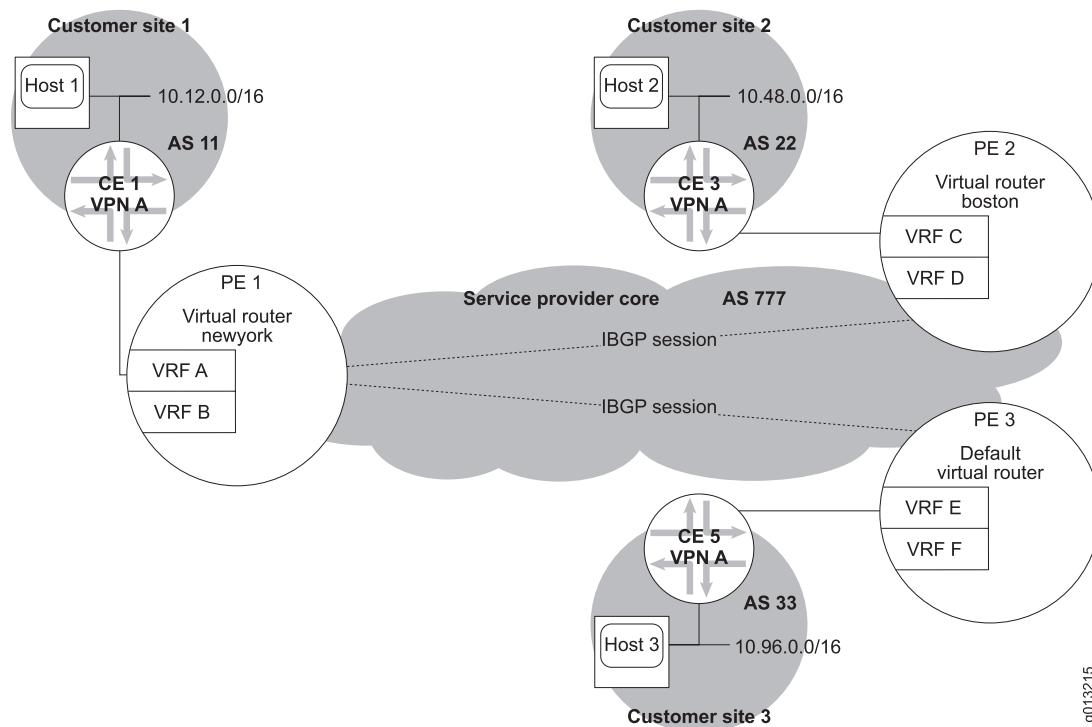 Customer site 1
Host 1
10.12.0.0/16
AS 11
CE 1
VPN A
Customer site 2
Host 2
10.48.0.0/16
AS 22
CE 3
VPN A
PE 2
Virtual router
boston
VRF C
VRF D
PE 1
Virtual router
newyork
VRF A
VRF B
Service provider core
AS 777
IBGP session
IBGP session
PE 3
Default
virtual router
VRF E
VRF F
CE 5
VPN A
AS 33
Host 3
10.96.0.0/16
Customer site 3
g013215